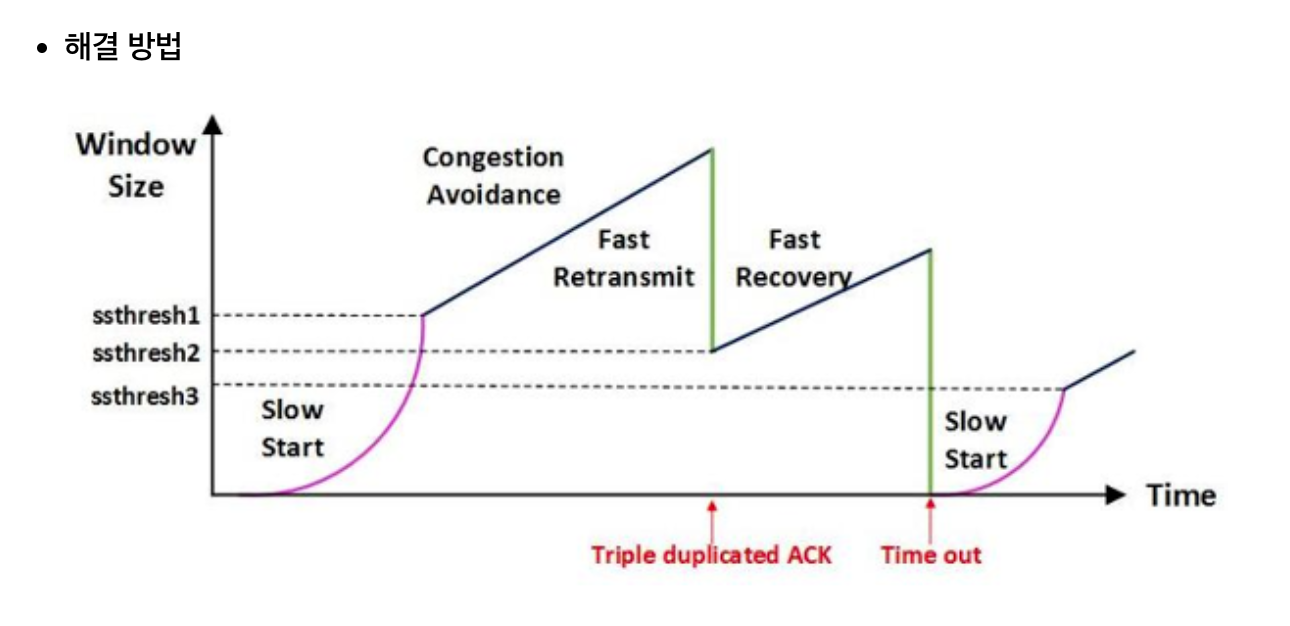 해결 방법
Window
Size
Congestion
Avoidance
Fast
Retransmit
Fast
Recovery
ssthresh1
ssthresh2
ssthresh3
Slow
Start
Slow
Start
Time
Triple duplicated ACK
Time out